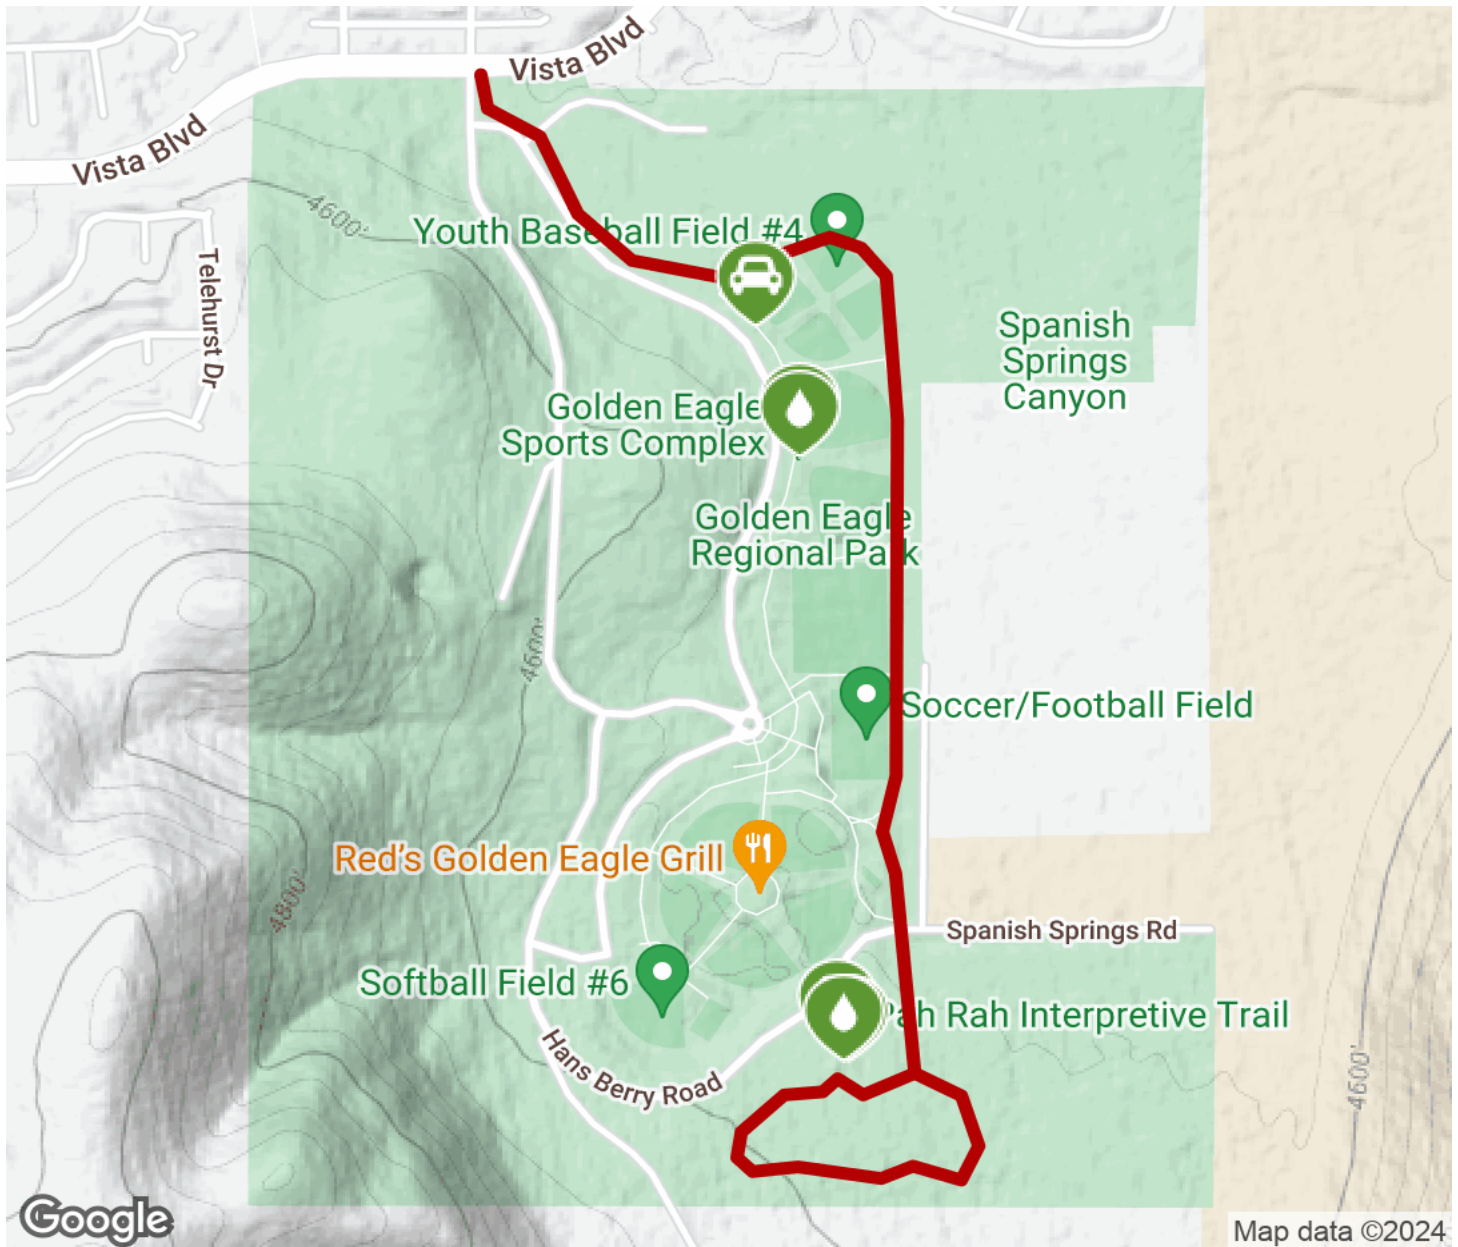 Vista Blvd
Vista Blvd
4600'
Telehurst Dr
Youth Baseball Field #4
Spanish
Springs
Canyon
Golden Eagle
Sports Complex
Golden Eagle
Regional Park
4600'
Soccer/Football Field
Red's Golden Eagle Grill
4800'
Spanish Springs Rd
Softball Field #6
Pah Rah Interpretive Trail
Hans Berry Road
4600'
Google
Map data ©2024